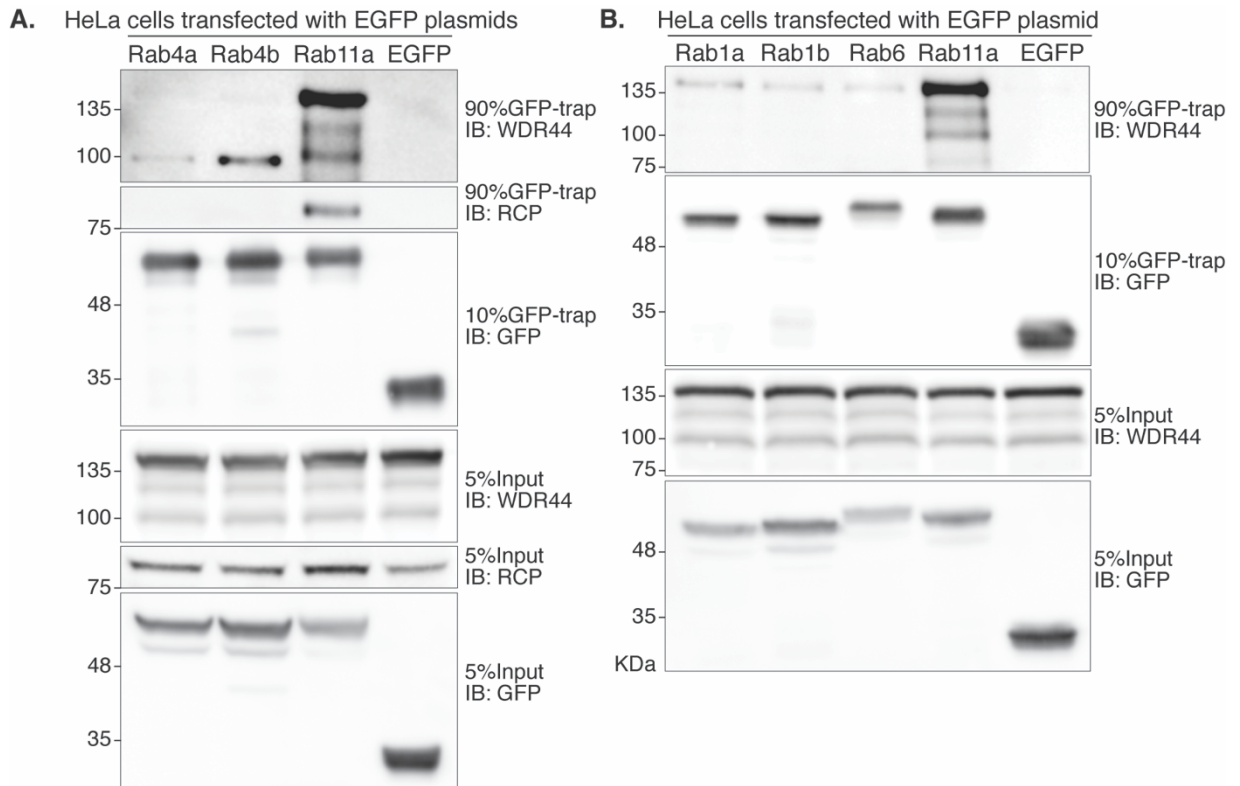 A. HeLa cells transfected with EGFP plasmids
Rab4a Rab4b Rab11a EGFP
135
100
90%GFP-trap
IB: WDR44
90%GFP-trap
IB: RCP
75
48
35
10%GFP-trap
IB: GFP
135
100
5%Input
IB: WDR44
5%Input
IB: RCP
75
48
35
5%Input
IB: GFP
B. HeLa cells transfected with EGFP plasmid
Rab1a Rab1b Rab6 Rab11a EGFP
135
100
75
90%GFP-trap
IB: WDR44
48
35
10%GFP-trap
IB: GFP
135
100
75
5%Input
IB: WDR44
48
35
KDa
5%Input
IB: GFP